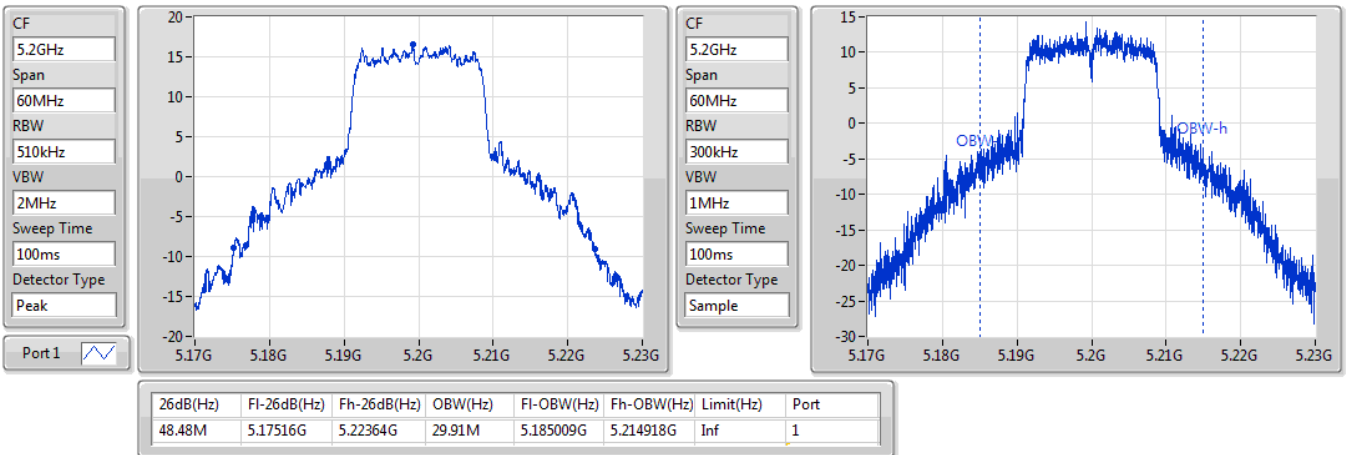 CF
5.2GHz
Span
60MHz
RBW
510kHz
VBW
2MHz
Sweep Time
100ms
Detector Type
Peak
Port 1
20
15
10
5
0
-5
-10
-15
-20
5.17G 5.18G 5.19G 5.2G 5.21G 5.22G 5.23G
CF
5.2GHz
Span
60MHz
RBW
300kHz
VBW
1MHz
Sweep Time
100ms
Detector Type
Sample
15
10
5
0
-5
-10
-15
-20
-25
-30
OBW-
OBW-h
5.17G 5.18G 5.19G 5.2G 5.21G 5.22G 5.23G
26dB(Hz) Fl-26dB(Hz) Fh-26dB(Hz) OBW(Hz) Fl-OBW(Hz) Fh-OBW(Hz) Limit(Hz) Port
48.48M 5.17516G 5.22364G 29.91M 5.185009G 5.214918G Inf 1